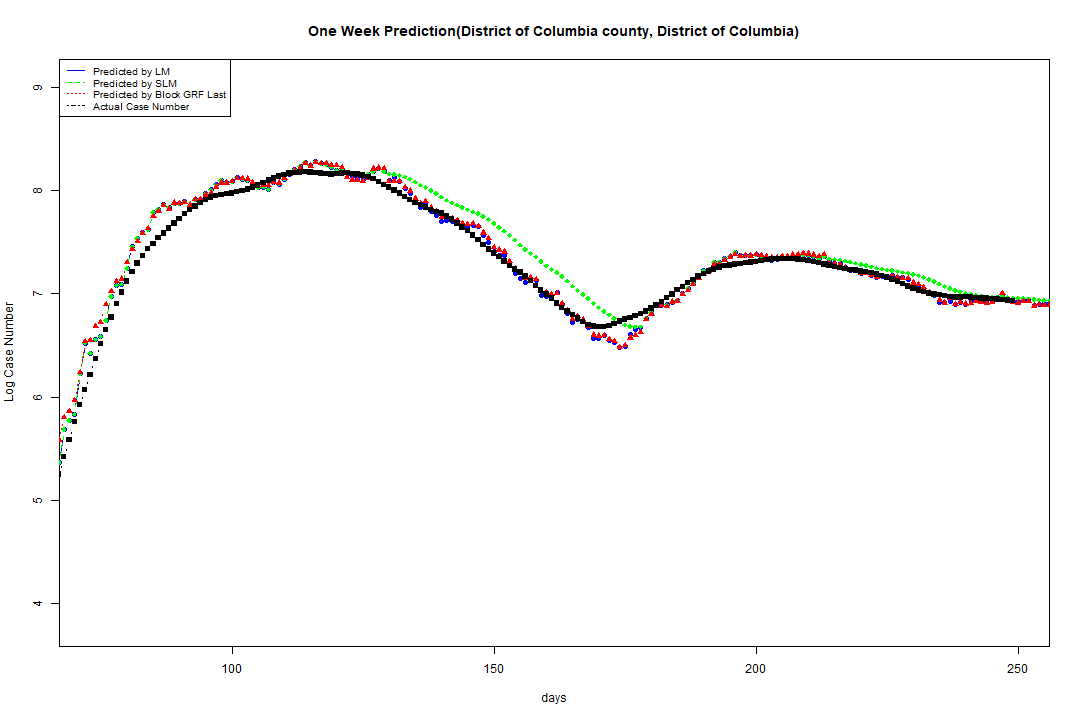 One Week Prediction(District of Columbia county, District of Columbia)
Predicted by LM
Predicted by SLM
Predicted by Block GRF Last
Actual Case Number
9
8
7
6
5
4
Log Case Number
100 150 200 250
days